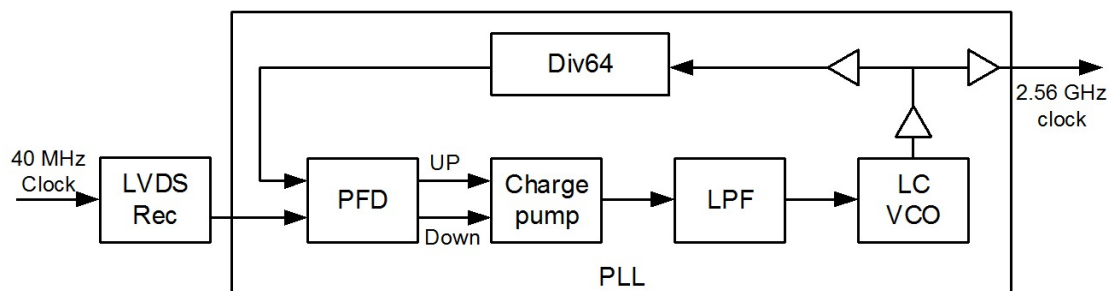 Div64
2.56 GHz
clock
40 MHz
Clock
LVDS
Rec
PFD
UP
Down
Charge
pump
LPF
LC
VCO
PLL